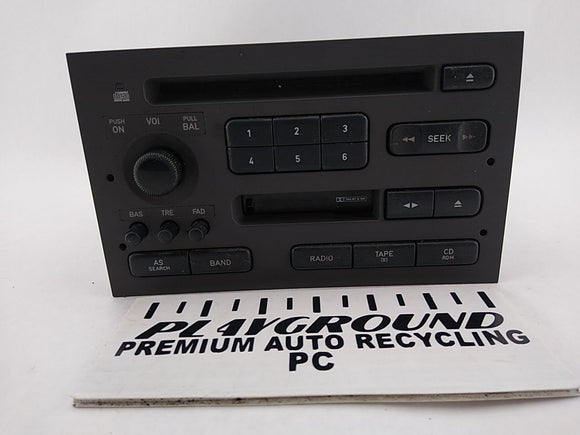 PUSH
ON
VOL
PULL
BAL
1 2 3
4 5 6
SEEK
BAS TRE FAD
AS
SEARCH
BAND
RADIO
TAPE
CD
RDM
PLAYGROUND
PREMIUM AUTO RECYCLING
PC